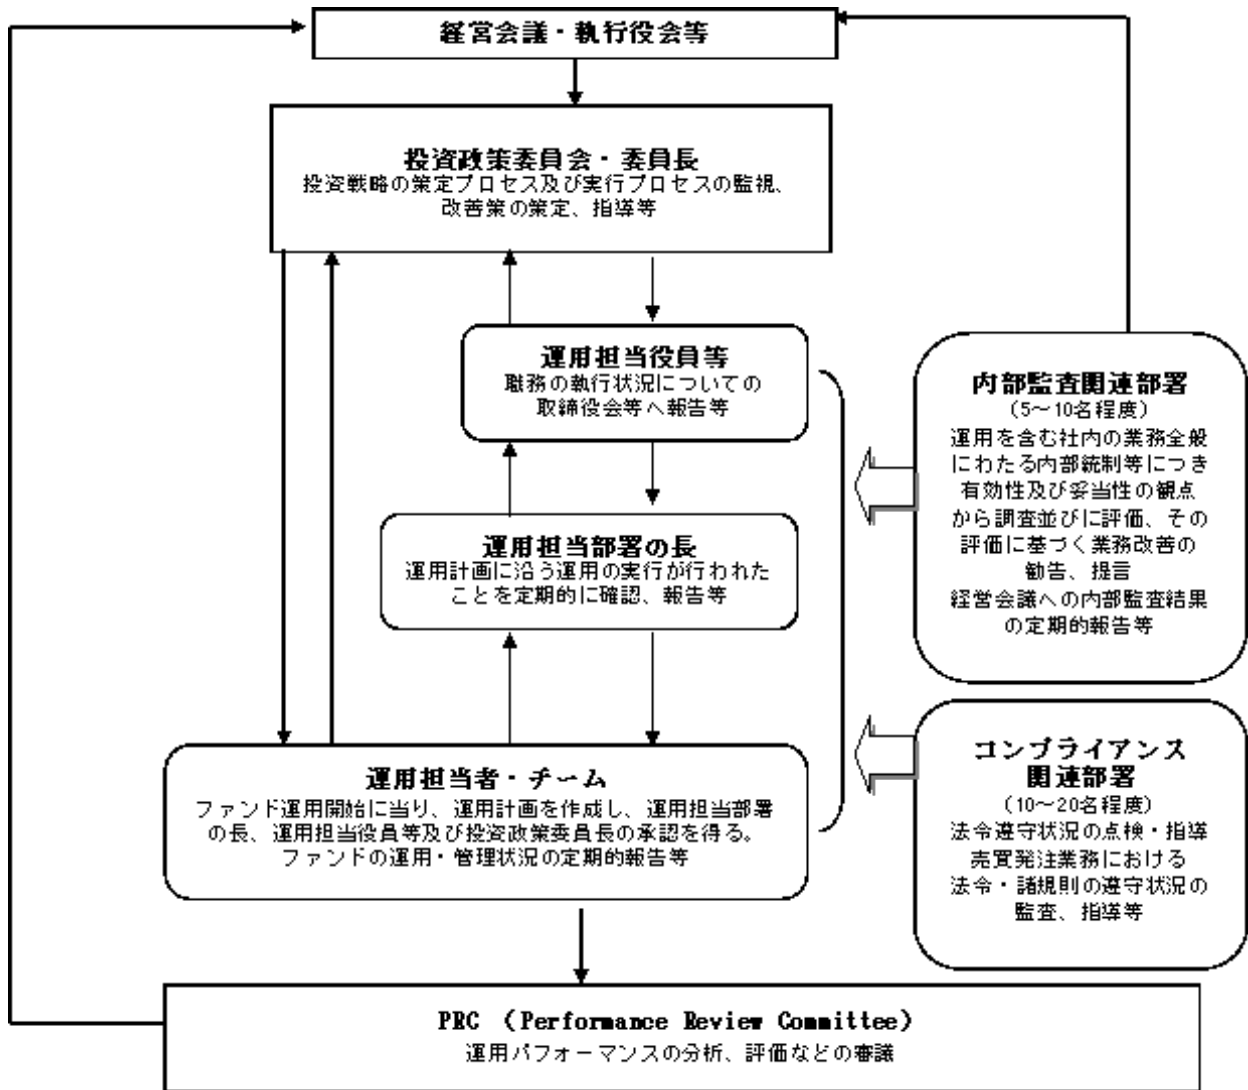 経営会議・執行役会等
投資政策委員会・委員長
投資戦略の策定プロセス及び実行プロセスの監視、
改善策の策定、指導等
運用担当役員等
職務の執行状況についての
取締役会等へ報告等
運用担当部署の長
運用計画に沿う運用の実行が行われた
ことを定期的に確認、報告等
運用担当者・チーム
ファンド運用開始に当り、運用計画を作成し、運用担当部署
の長、運用担当役員等及び投資政策委員長の承認を得る。
ファンドの運用・管理状況の定期的報告等
内部監査関連部署
(5～10名程度)
運用を含む社内の業務全般
にわたる内部統制等につき
有効性及び妥当性の観点
から調査並びに評価、その
評価に基づく業務改善の
勧告、提言
経営会議への内部監査結果
の定期的報告等
コンプライアンス
関連部署
(10～20名程度)
法令遵守状況の点検・指導
売買発注業務における
法令・諸規則の遵守状況の
監査、指導等
PRC （Performance Review Committee）
運用パフォーマンスの分析、評価などの審議